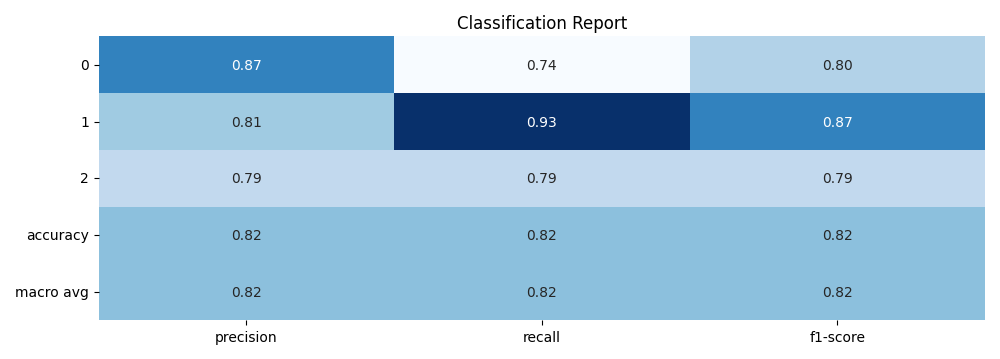 Classification Report
0 0.87 0.74 0.80
1 0.81 0.93 0.87
2 0.79 0.79 0.79
accuracy 0.82 0.82 0.82
macro avg 0.82 0.82 0.82
precision recall f1-score